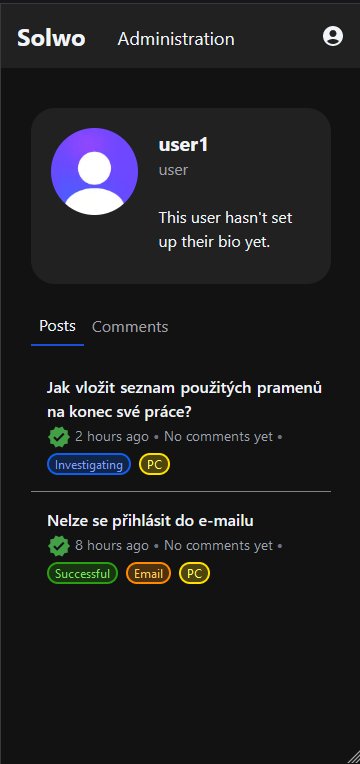 Solwo Administration
user1
user
This user hasn't set
up their bio yet.
Posts Comments
Jak vložit seznam použitých pramenů
na konec své práce?
2 hours ago • No comments yet •
Investigating PC
Nelze se přihlásit do e-mailu
8 hours ago • No comments yet •
Successful Email PC